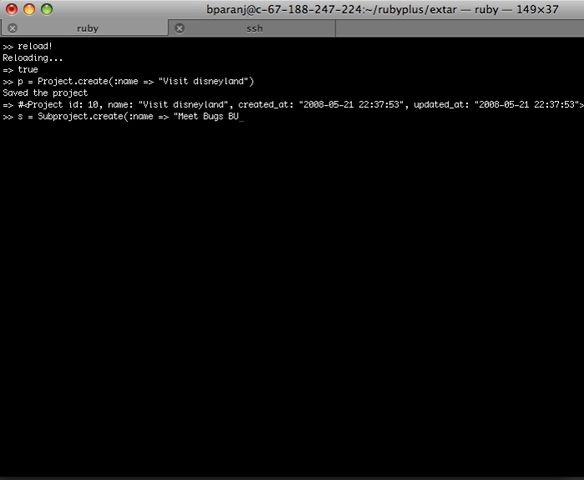 bparanj@c-67-188-247-224:~/rubyplus/extar — ruby — 149×37
ruby ssh
>> reload!
Reloading...
=> true
>> p = Project.create(:name => "Visit disneyland")
Saved the project
=> #<Project id: 10, name: "Visit disneyland", created_at: "2008-05-21 22:37:53", updated_at: "2008-05-21 22:37:53">
>> s = Subproject.create(:name => "Meet Bugs BU_